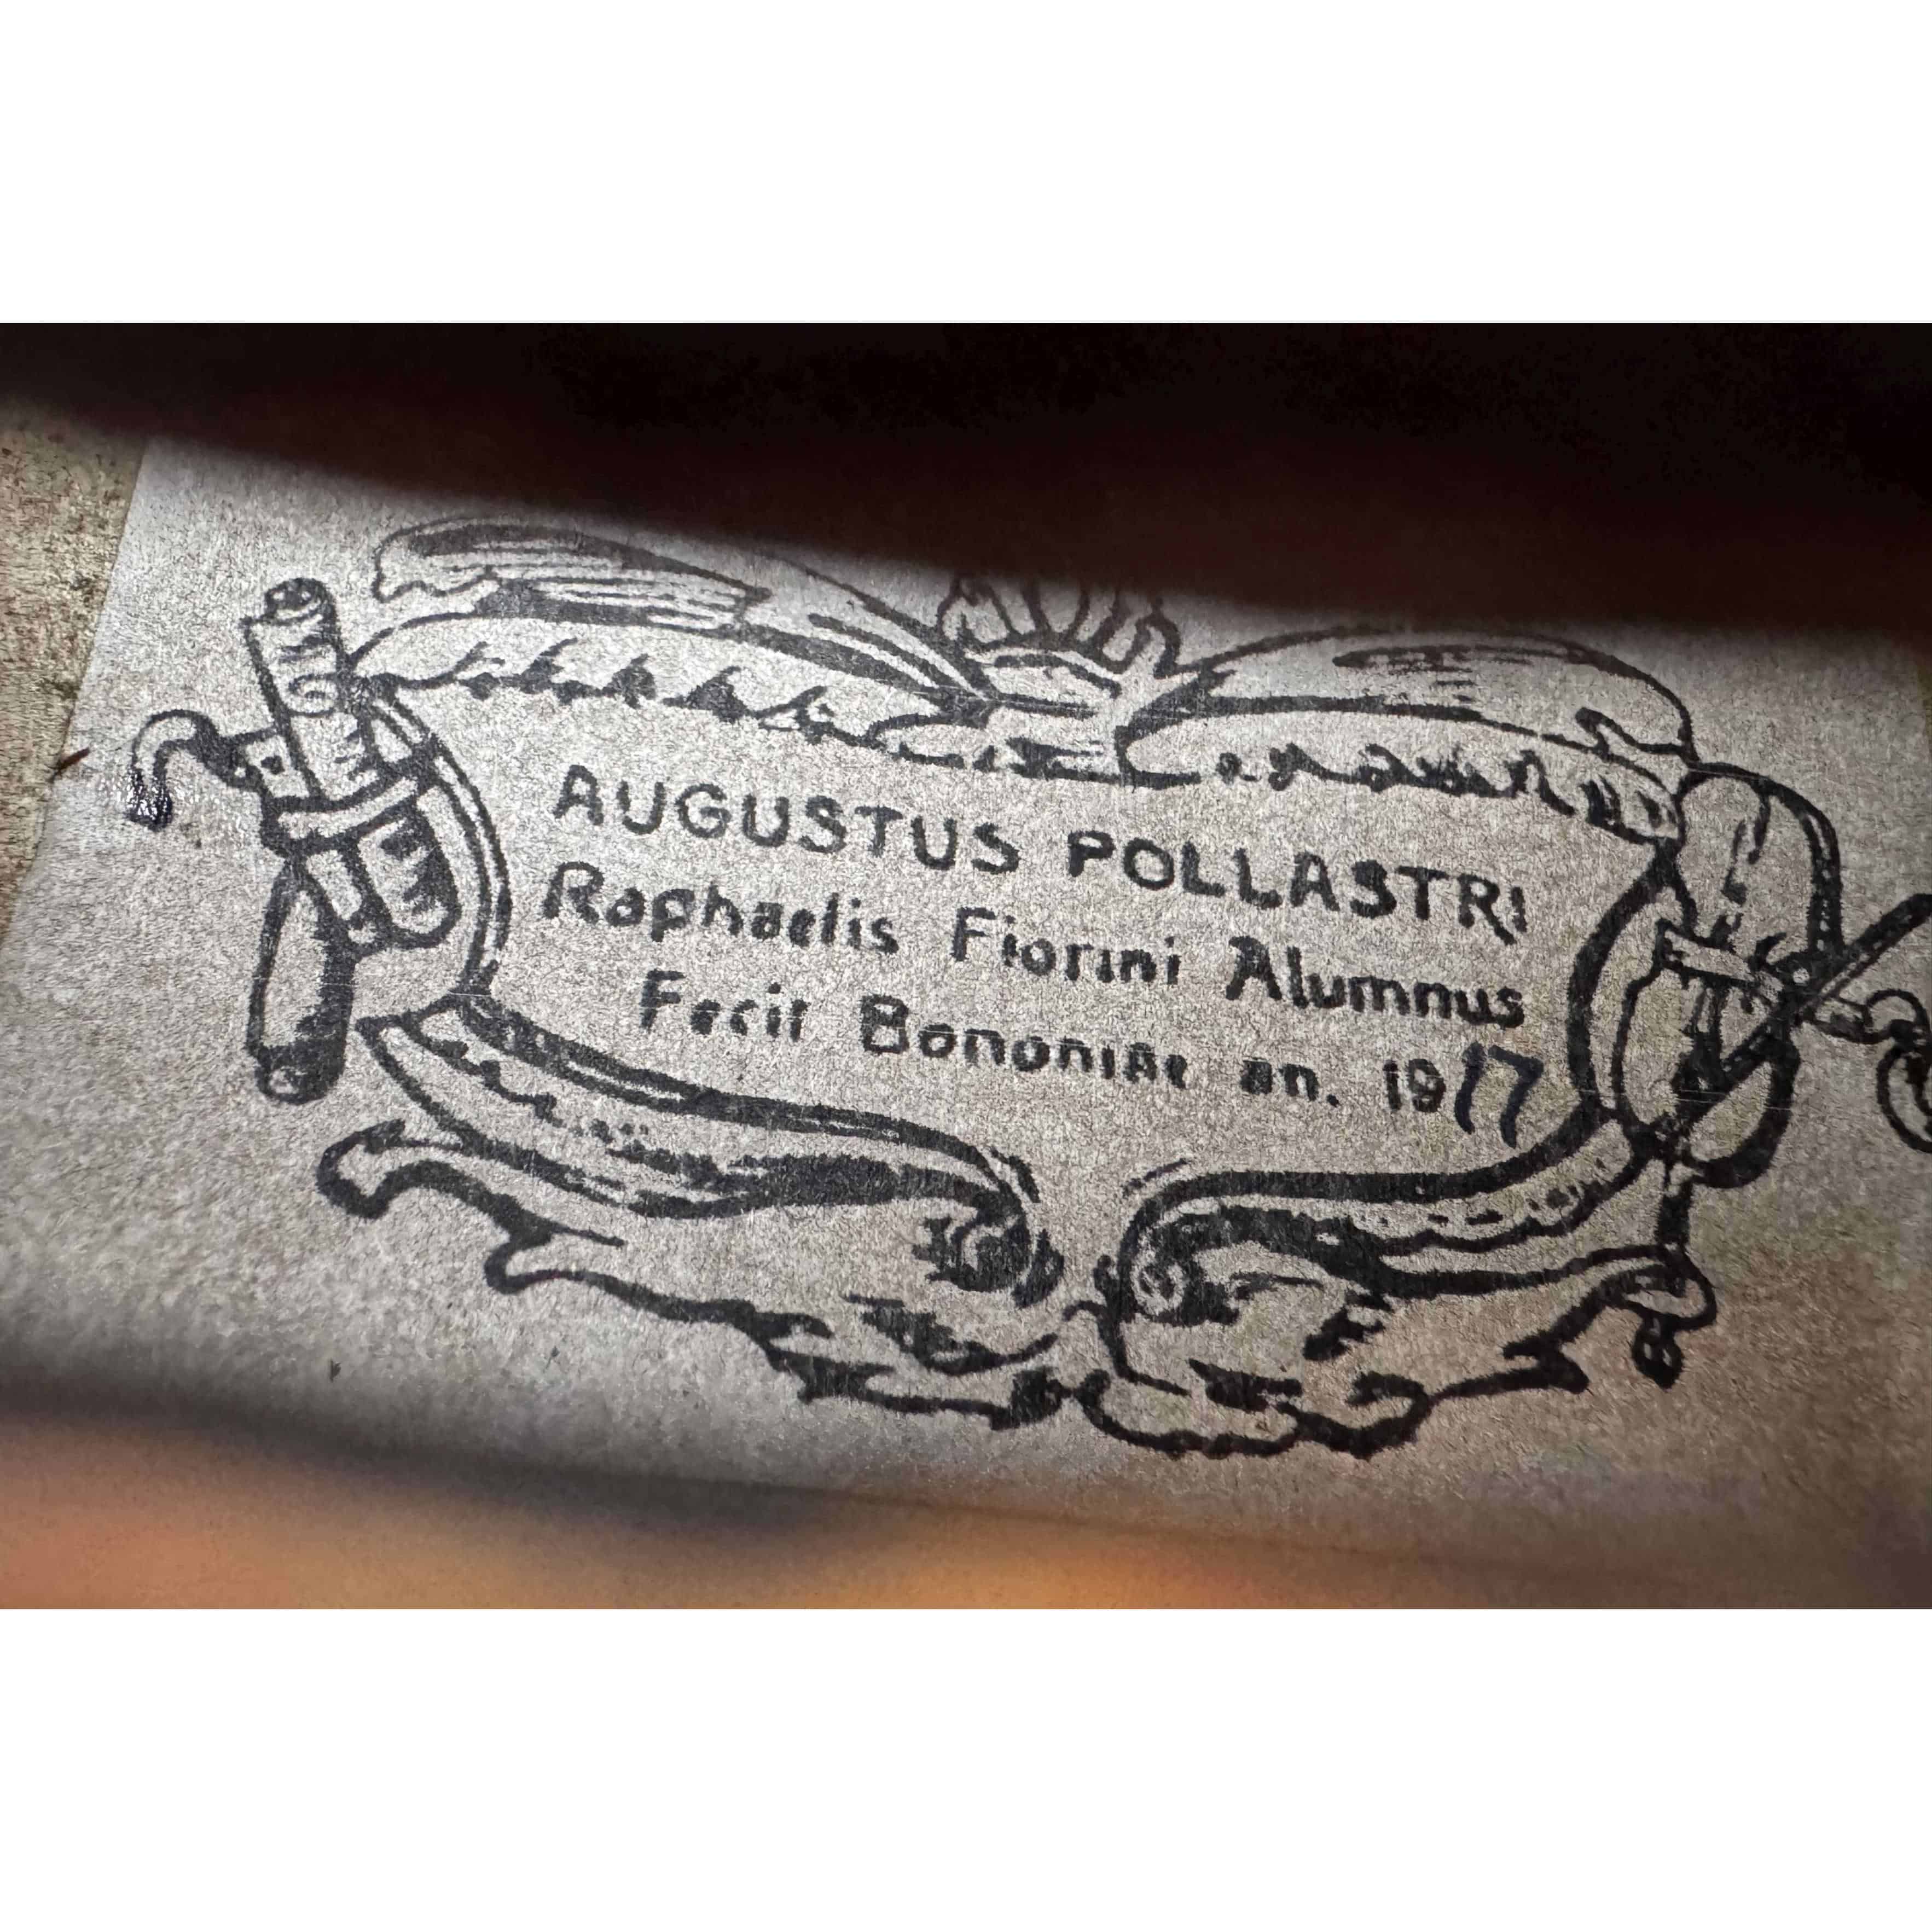 AUGUSTUS POLLASTRI
Raphaelis Fiorini Alumnus
Fecit Bononiae an. 1917